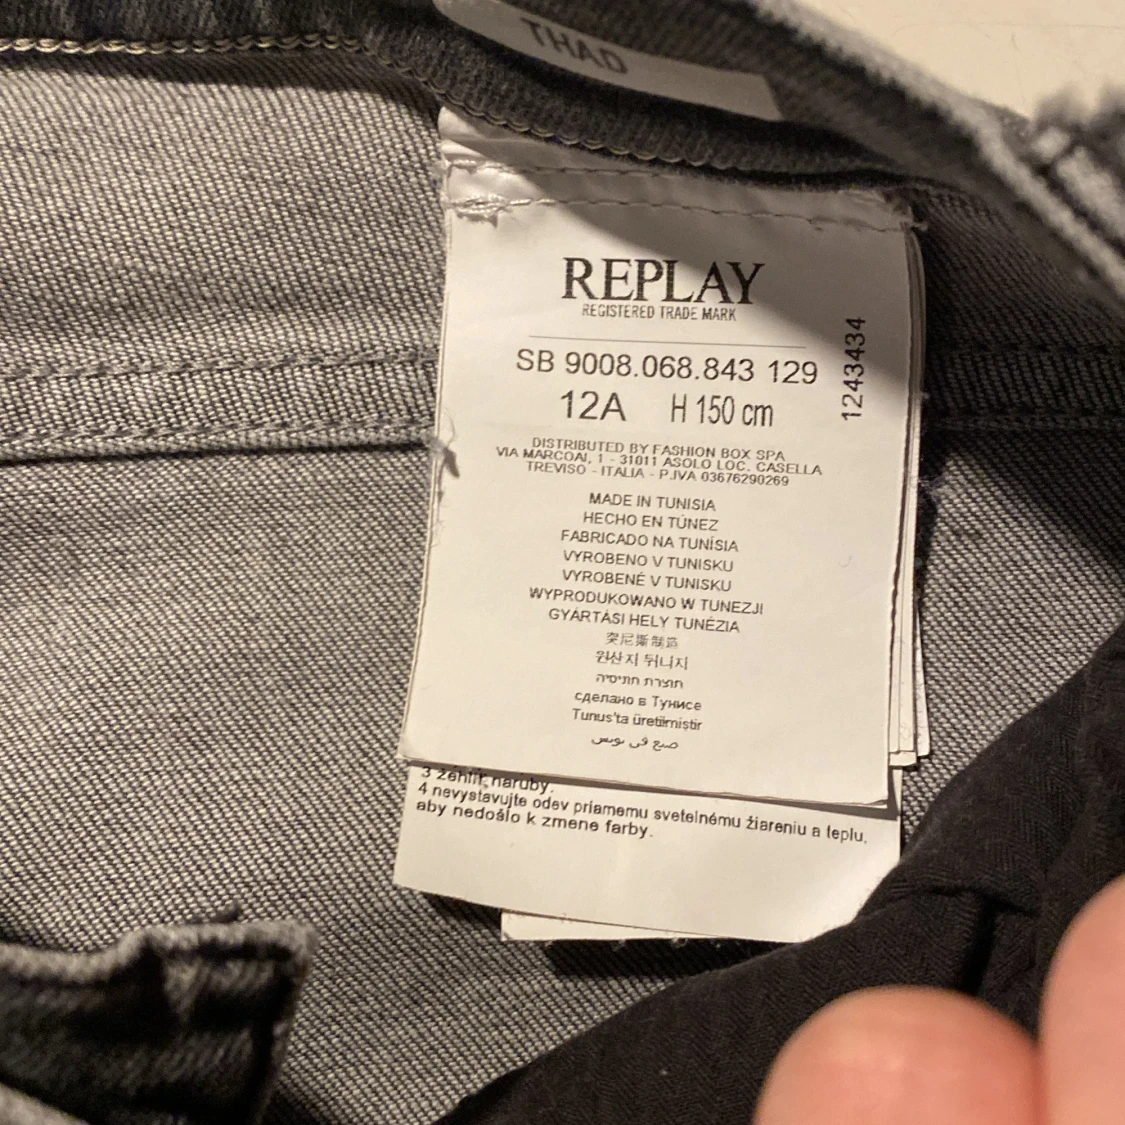 THAD
REPLAY
REGISTERED TRADE MARK
SB 9008.068.843 129
1243434
12A H 150 cm
DISTRIBUTED BY FASHION BOX SPA
VIA MARCOAI, 1 - 31011 ASOLO LOC. CASELLA
TREVISO - ITALIA - P.IVA 03676290269
MADE IN TUNISIA
HECHO EN TÚNEZ
FABRICADO NA TUNÍSIA
VYROBENO V TUNISKU
VYROBENÉ V TUNISKU
WYPRODUKOWANO W TUNEZJI
GYÁRTÁSI HELY TUNÉZIA
突尼斯制造
원산지 튀니지
תוצרת תוניסיה
сделано в Тунисе
Tunus'ta üretilmiştir
صنع في تونس
3 žehliť naruby.
4 nevystavujte odev priamemu svetelnému žiareniu a teplu,
aby nedošlo k zmene farby.